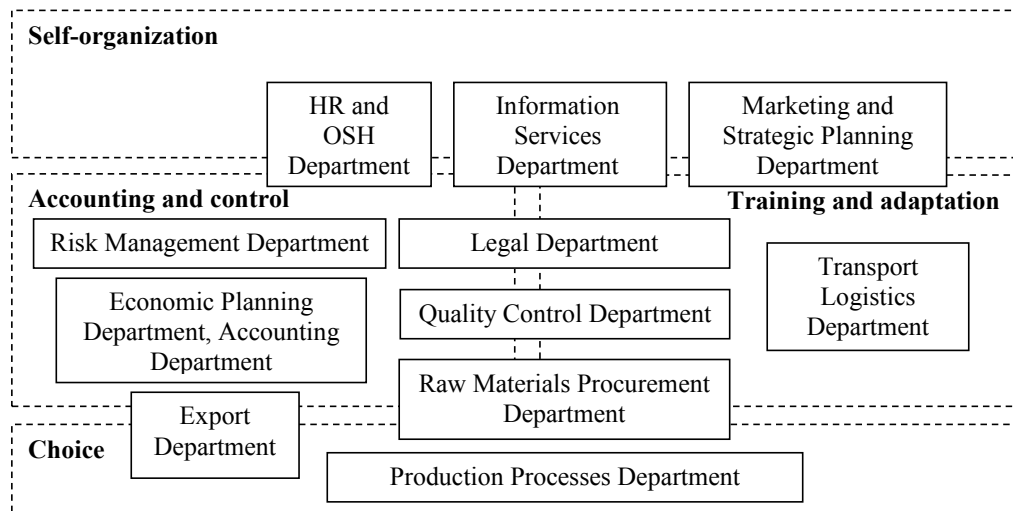 Self-organization
HR and
OSH
Department
Information
Services
Department
Marketing and
Strategic Planning
Department
Accounting and control
Training and adaptation
Risk Management Department
Legal Department
Transport
Logistics
Department
Economic Planning
Department, Accounting
Department
Quality Control Department
Raw Materials Procurement
Department
Export
Department
Choice
Production Processes Department